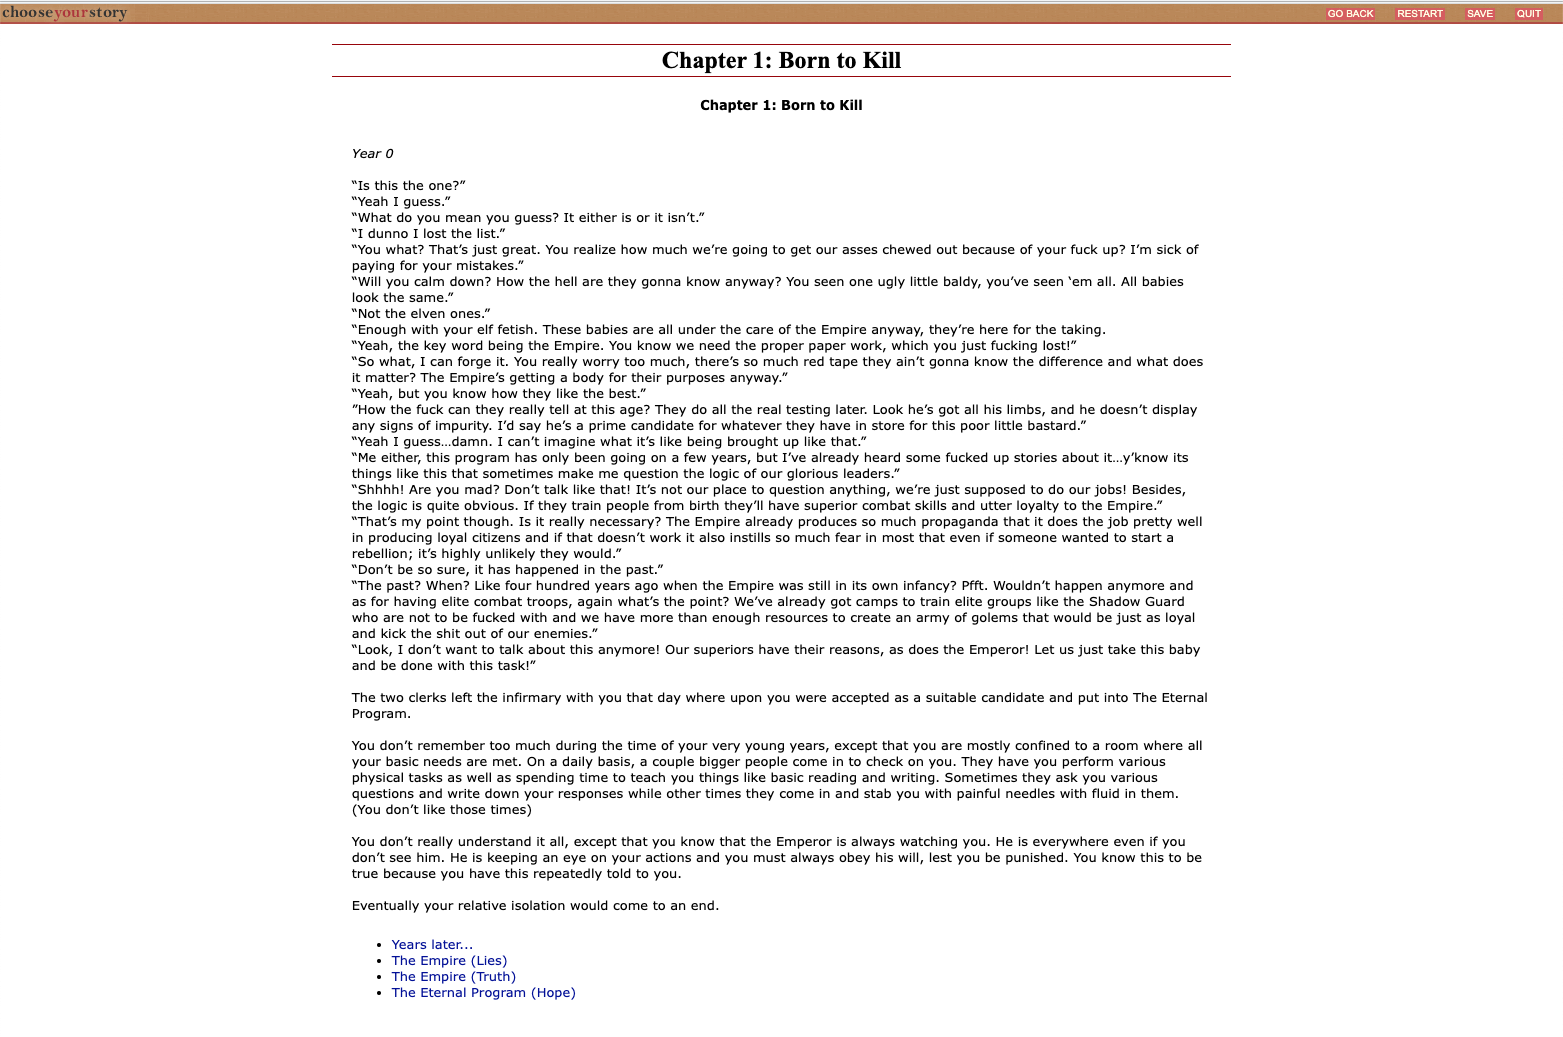 chooseyourstory
GO BACK RESTART SAVE QUIT
Chapter 1: Born to Kill
Chapter 1: Born to Kill
Year 0
“Is this the one?”
“Yeah I guess.”
“What do you mean you guess? It either is or it isn’t.”
“I dunno I lost the list.”
“You what? That’s just great. You realize how much we’re going to get our asses chewed out because of your fuck up? I’m sick of
paying for your mistakes.”
“Will you calm down? How the hell are they gonna know anyway? You seen one ugly little baldy, you’ve seen ‘em all. All babies
look the same.”
“Not the elven ones.”
“Enough with your elf fetish. These babies are all under the care of the Empire anyway, they’re here for the taking.
“Yeah, the key word being the Empire. You know we need the proper paper work, which you just fucking lost!”
“So what, I can forge it. You really worry too much, there’s so much red tape they ain’t gonna know the difference and what does
it matter? The Empire’s getting a body for their purposes anyway.”
“Yeah, but you know how they like the best.”
”How the fuck can they really tell at this age? They do all the real testing later. Look he’s got all his limbs, and he doesn’t display
any signs of impurity. I’d say he’s a prime candidate for whatever they have in store for this poor little bastard.”
“Yeah I guess…damn. I can’t imagine what it’s like being brought up like that.”
“Me either, this program has only been going on a few years, but I’ve already heard some fucked up stories about it…y’know its
things like this that sometimes make me question the logic of our glorious leaders.”
“Shhhh! Are you mad? Don’t talk like that! It’s not our place to question anything, we’re just supposed to do our jobs! Besides,
the logic is quite obvious. If they train people from birth they’ll have superior combat skills and utter loyalty to the Empire.”
“That’s my point though. Is it really necessary? The Empire already produces so much propaganda that it does the job pretty well
in producing loyal citizens and if that doesn’t work it also instills so much fear in most that even if someone wanted to start a
rebellion; it’s highly unlikely they would.”
“Don’t be so sure, it has happened in the past.”
“The past? When? Like four hundred years ago when the Empire was still in its own infancy? Pfft. Wouldn’t happen anymore and
as for having elite combat troops, again what’s the point? We’ve already got camps to train elite groups like the Shadow Guard
who are not to be fucked with and we have more than enough resources to create an army of golems that would be just as loyal
and kick the shit out of our enemies.”
“Look, I don’t want to talk about this anymore! Our superiors have their reasons, as does the Emperor! Let us just take this baby
and be done with this task!”
The two clerks left the infirmary with you that day where upon you were accepted as a suitable candidate and put into The Eternal
Program.
You don’t remember too much during the time of your very young years, except that you are mostly confined to a room where all
your basic needs are met. On a daily basis, a couple bigger people come in to check on you. They have you perform various
physical tasks as well as spending time to teach you things like basic reading and writing. Sometimes they ask you various
questions and write down your responses while other times they come in and stab you with painful needles with fluid in them.
(You don’t like those times)
You don’t really understand it all, except that you know that the Emperor is always watching you. He is everywhere even if you
don’t see him. He is keeping an eye on your actions and you must always obey his will, lest you be punished. You know this to be
true because you have this repeatedly told to you.
Eventually your relative isolation would come to an end.
• Years later...
• The Empire (Lies)
• The Empire (Truth)
• The Eternal Program (Hope)